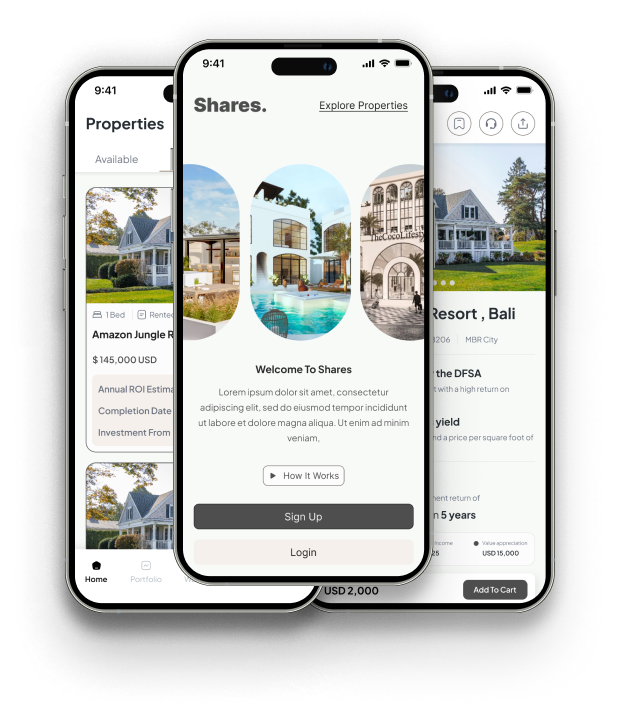 9:41
Properties
Available
1 Bed
Rented
Amazon Jungle R
$ 145,000 USD
Annual ROI Estima
Completion Date
Investment From
Home
Portfolio
9:41
Shares.
Explore Properties
TheCocoLifesty
Welcome To Shares
Lorem ipsum dolor sit amet, consectetur
adipiscing elit, sed do eiusmod tempor incididunt
ut labore et dolore magna aliqua. Ut enim ad minim
veniam,
How It Works
Sign Up
Login
Resort , Bali
MBR City
the DFSA
t with a high return on
yield
nd a price per square foot of
ment return of
5 years
Income
Value appreciation
25
USD 15,000
USD 2,000
Add To Cart